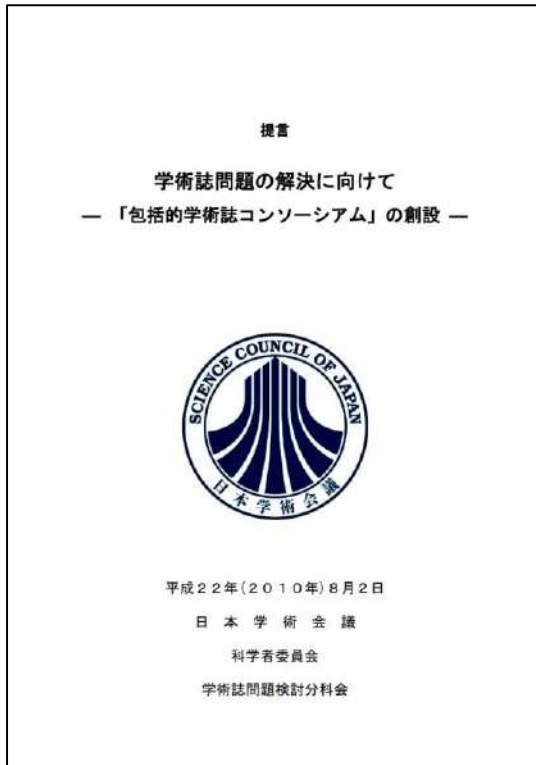 提言
学術誌問題の解決に向けて
― 「包括的学術誌コンソーシアム」の創設 ―
SCIENCE COUNCIL OF JAPAN
日本学術会議
平成22年(2010年)8月2日
日 本 学 術 会 議
科学者委員会
学術誌問題検討分科会